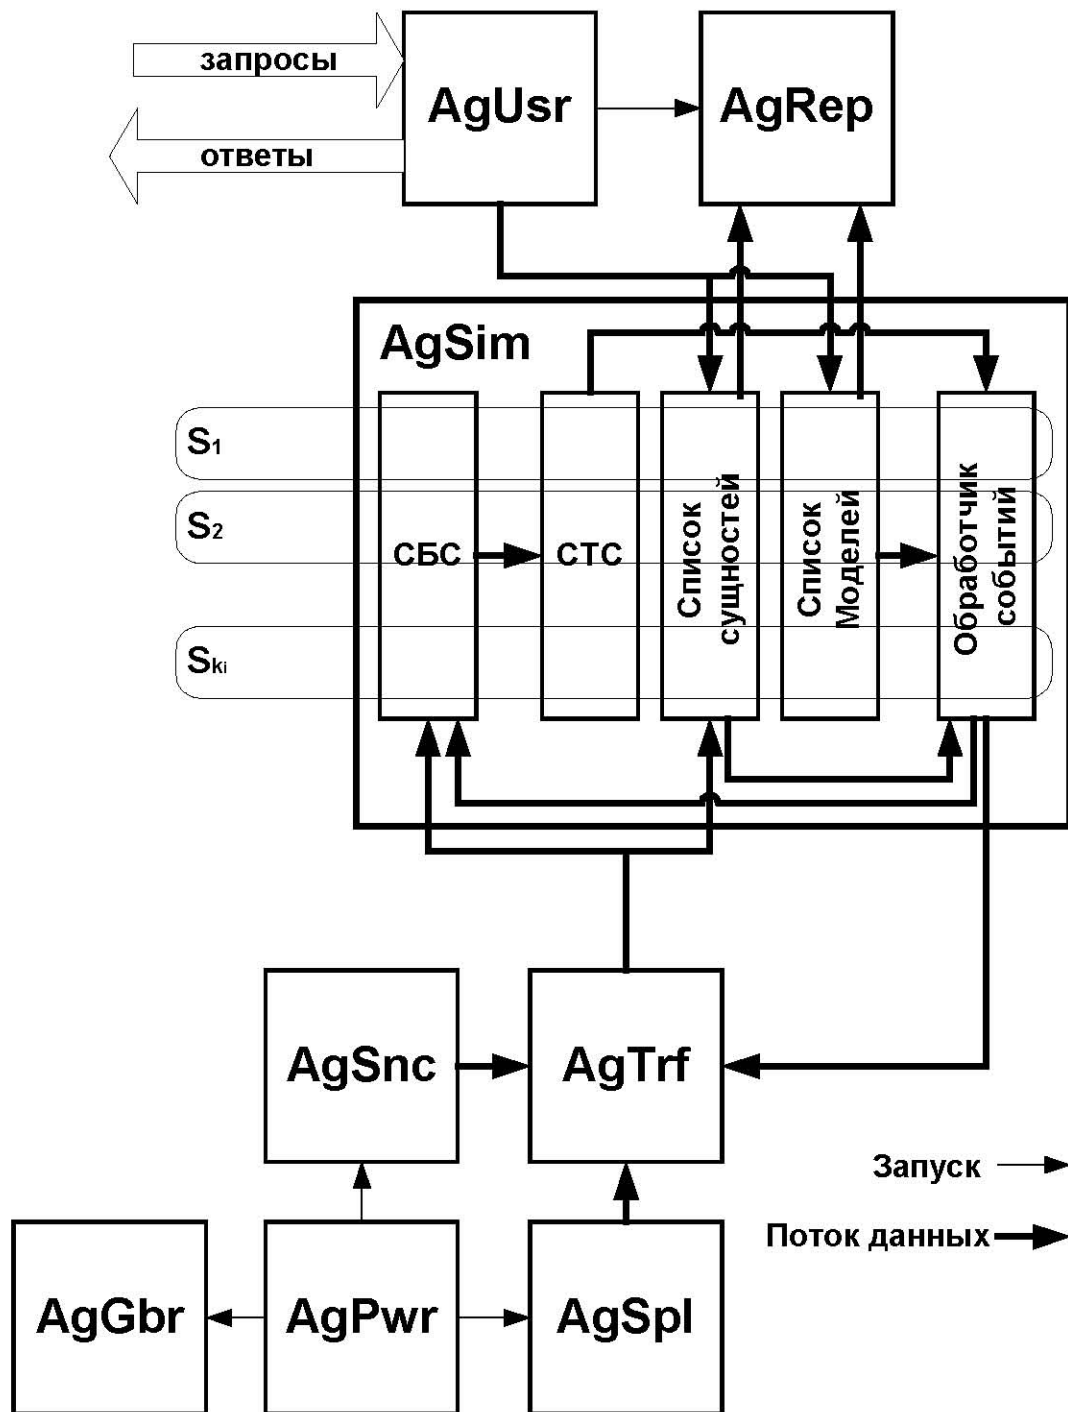 запросы
AgUsr
AgRep
ответы
AgSim
S1
S2
Ski
СБС
СТС
Список
сущностей
Список
Моделей
Обработчик
событий
AgSnc
AgTrf
Запуск
Поток данных
AgGbr
AgPwr
AgSpl